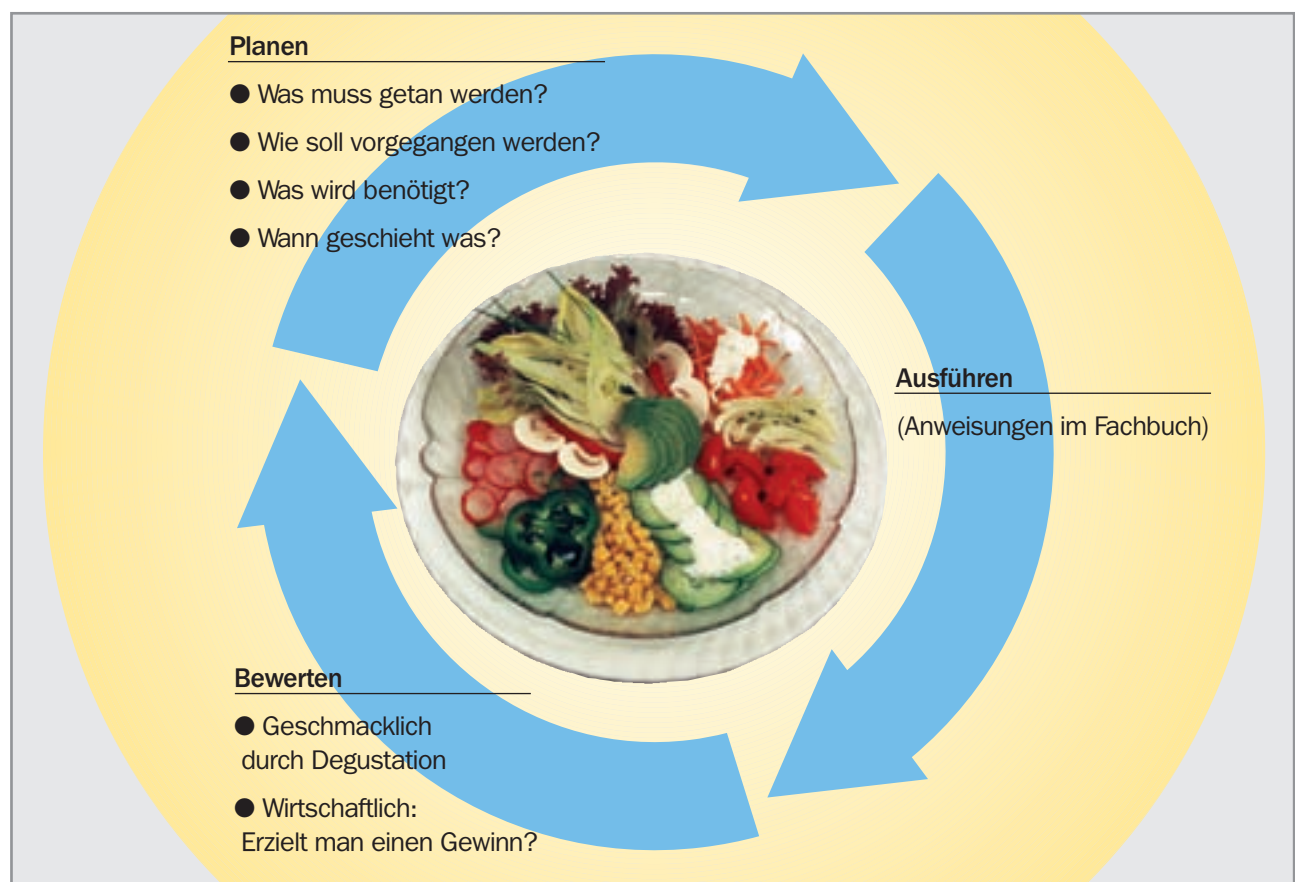 Planen
● Was muss getan werden?
● Wie soll vorgegangen werden?
● Was wird benötigt?
● Wann geschieht was?
Ausführen
(Anweisungen im Fachbuch)
Bewerten
● Geschmacklich
durch Degustation
● Wirtschaftlich:
Erzielt man einen Gewinn?